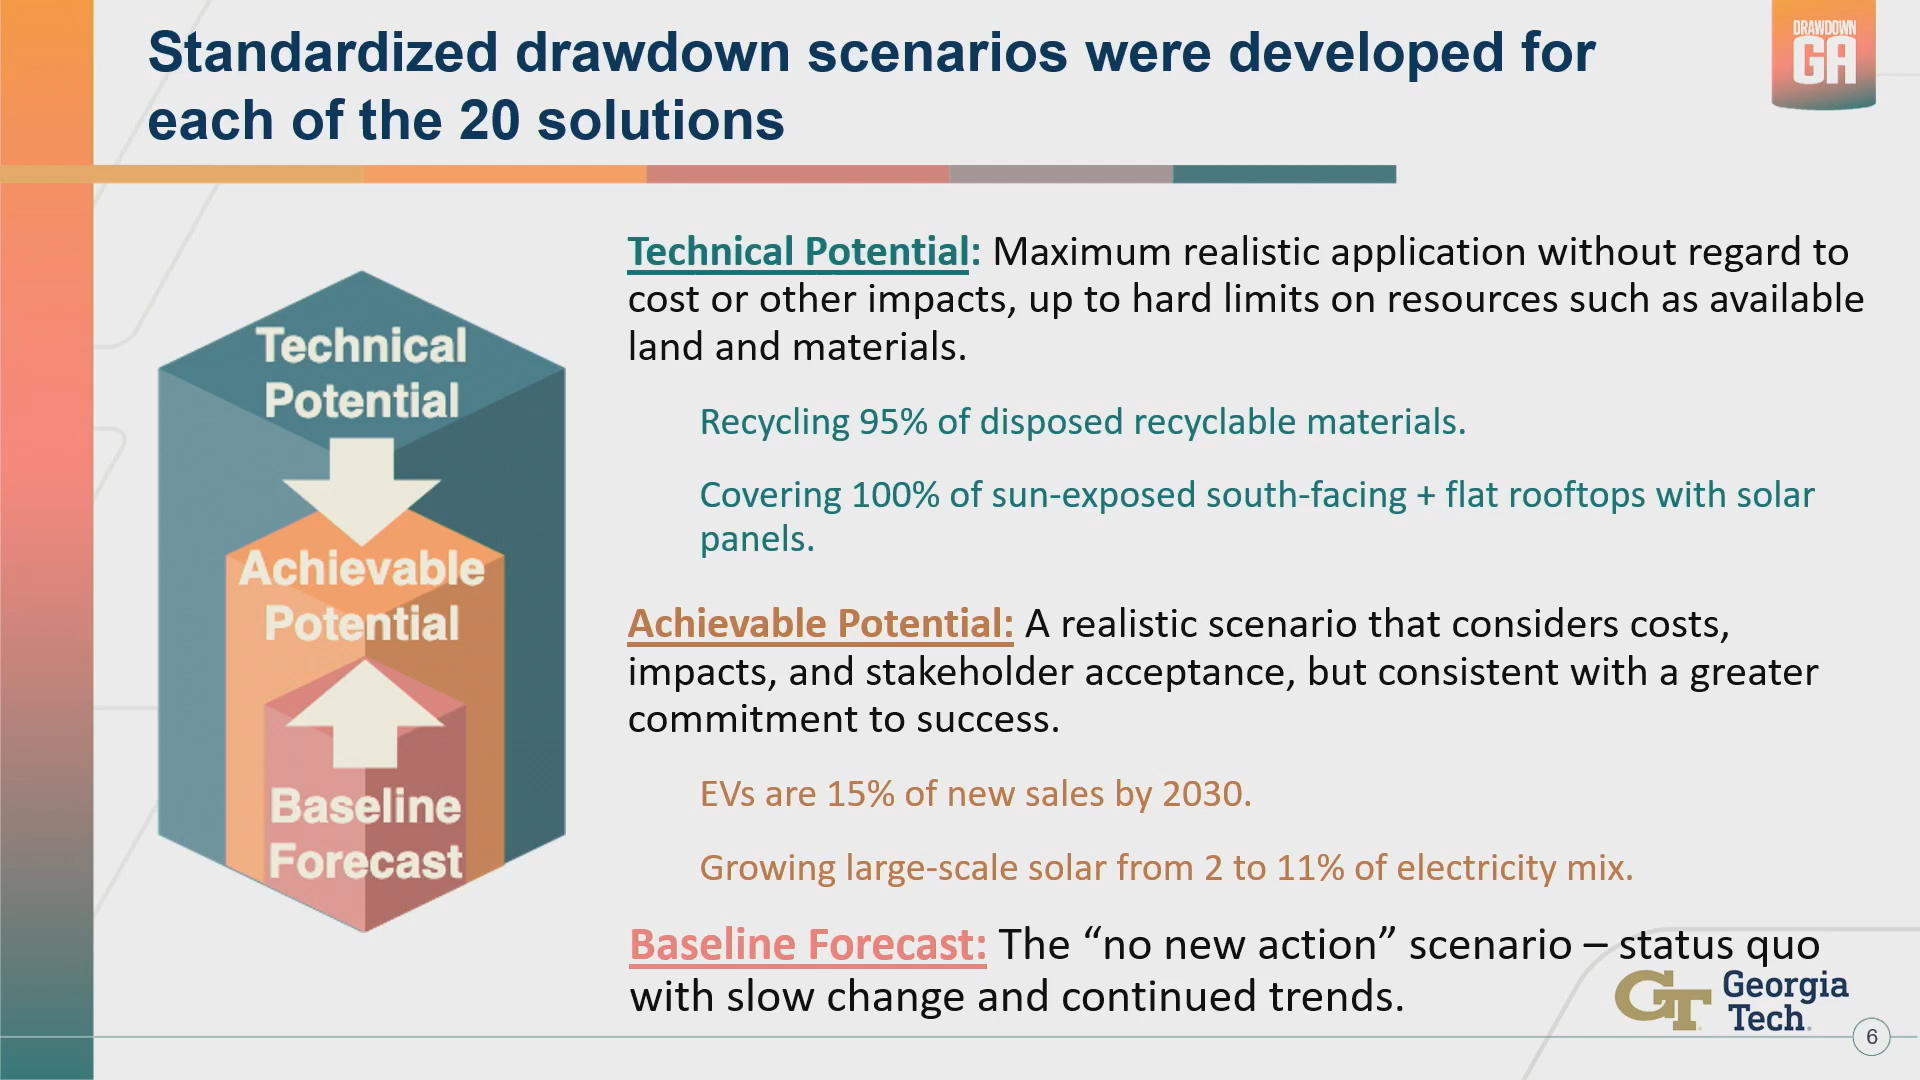 Standardized drawdown scenarios were developed for
each of the 20 solutions
DRAWDOWN
GA
Technical
Potential
Achievable
Potential
Baseline
Forecast
Technical Potential: Maximum realistic application without regard to
cost or other impacts, up to hard limits on resources such as available
land and materials.
Recycling 95% of disposed recyclable materials.
Covering 100% of sun-exposed south-facing + flat rooftops with solar
panels.
Achievable Potential: A realistic scenario that considers costs,
impacts, and stakeholder acceptance, but consistent with a greater
commitment to success.
EVs are 15% of new sales by 2030.
Growing large-scale solar from 2 to 11% of electricity mix.
Baseline Forecast: The “no new action” scenario – status quo
with slow change and continued trends.
GT Georgia
Tech.
6